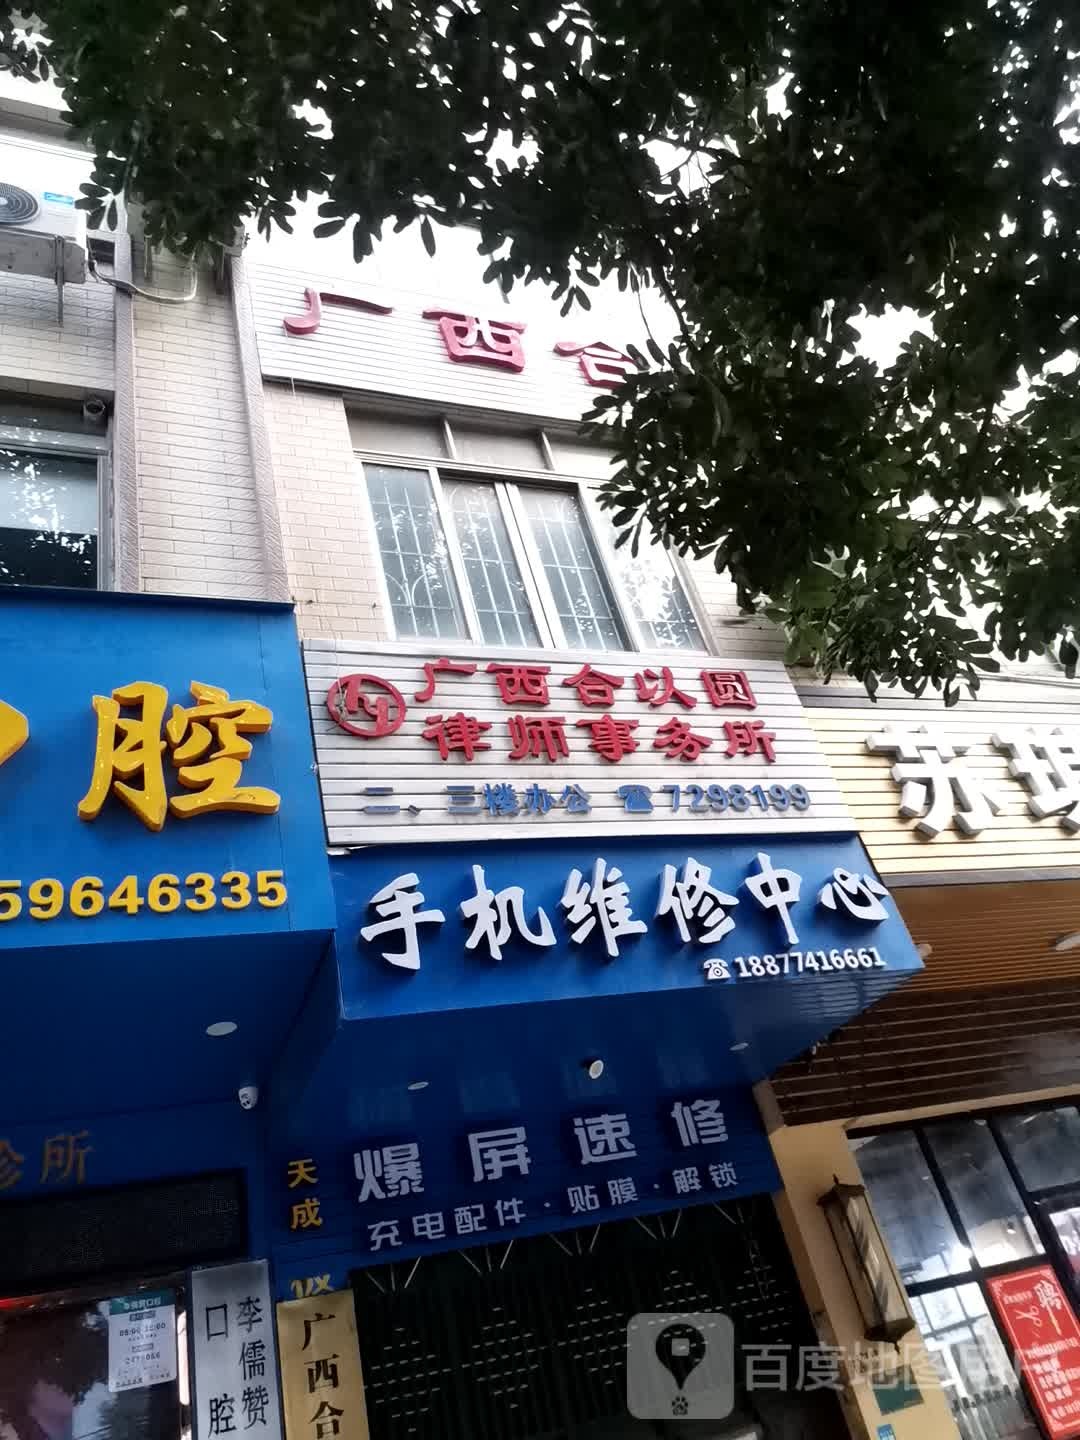 广西合
广西合以圆
律师事务所
二、三楼办公 ☎7298199
腔
59646335
手机维修中心
☎18877416661
苏
诊所
天成
爆屏速修
充电配件·贴膜·解锁
李儒赞
口腔
广西合
聘
百度地图